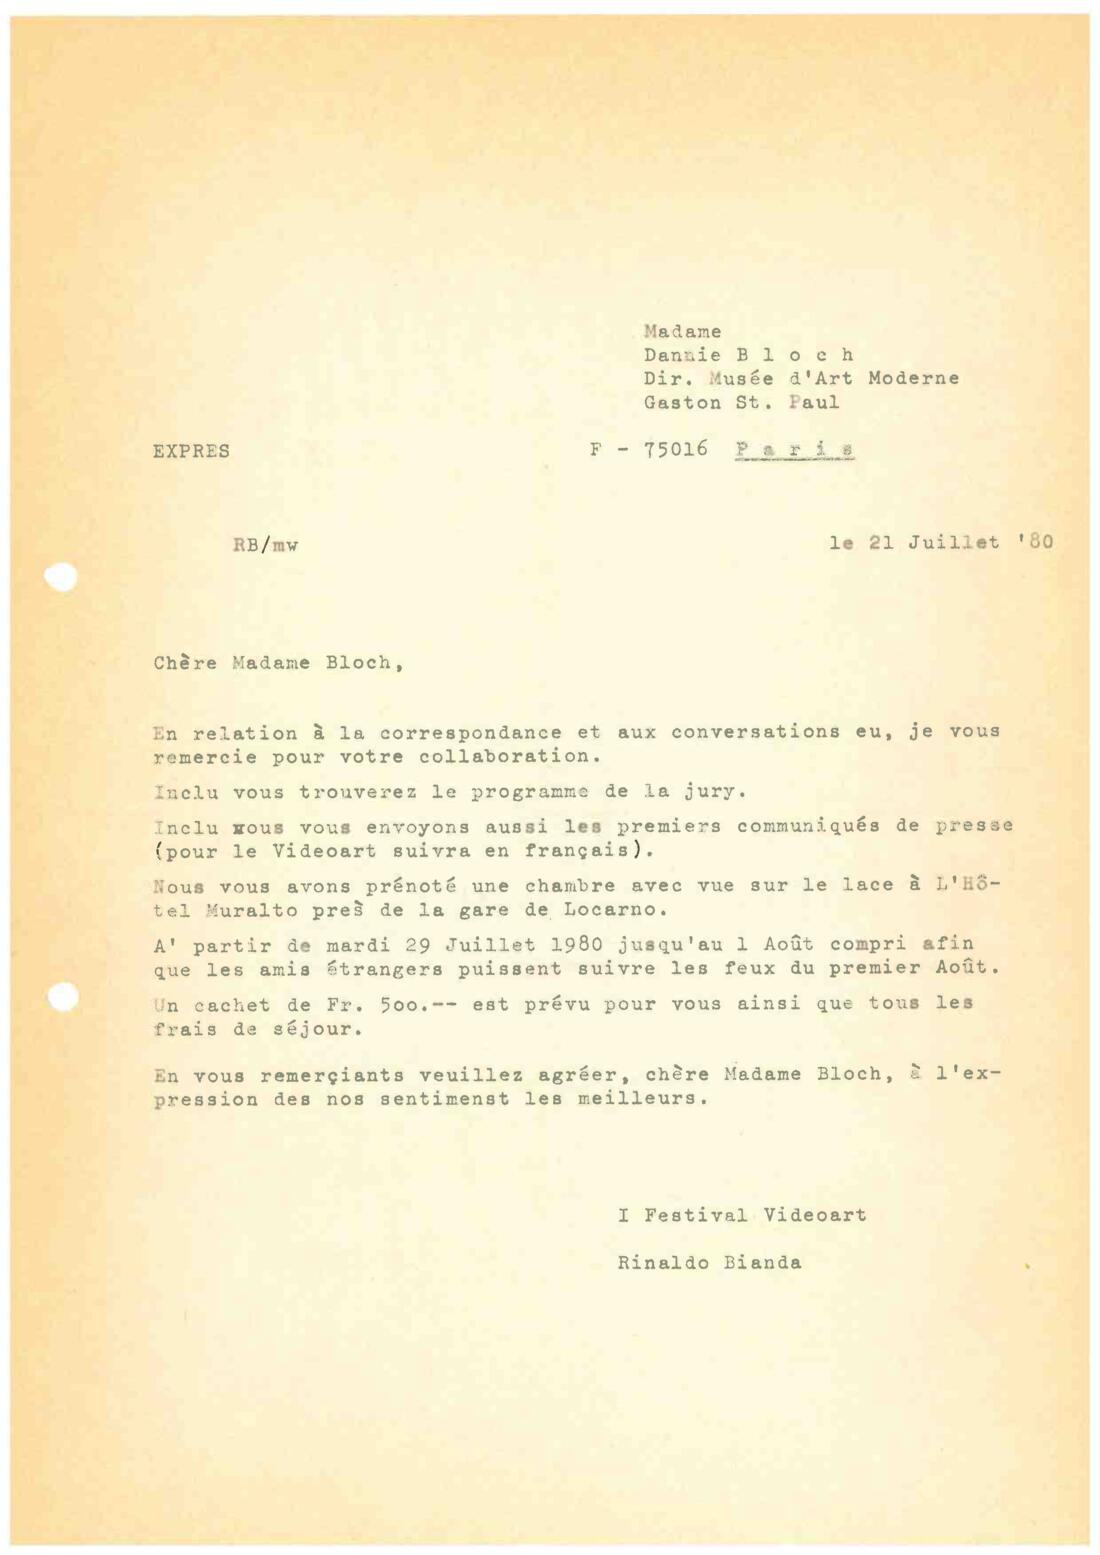 Madame
Dannie B l o c h
Dir. Musée d'Art Moderne
Gaston St. Paul
EXPRES
F - 75016 P a r i s
RB/mw
le 21 Juillet '80
Chère Madame Bloch,
En relation à la correspondance et aux conversations eu, je vous
remercie pour votre collaboration.
Inclu vous trouverez le programme de la jury.
Inclu nous vous envoyons aussi les premiers communiqués de presse
(pour le Videoart suivra en français).
Nous vous avons prénoté une chambre avec vue sur le lace à L'Hô-
tel Muralto près de la gare de Locarno.
A' partir de mardi 29 Juillet 1980 jusqu'au 1 Août compri afin
que les amis étrangers puissent suivre les feux du premier Août.
Un cachet de Fr. 5oo.-- est prévu pour vous ainsi que tous les
frais de séjour.
En vous remerçiants veuillez agréer, chère Madame Bloch, à l'ex-
pression des nos sentimenst les meilleurs.
I Festival Videoart
Rinaldo Bianda